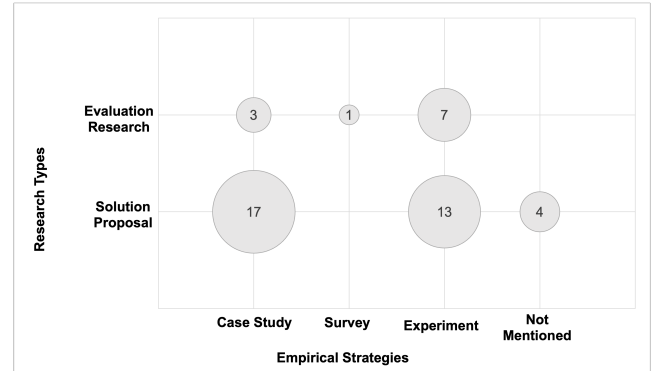 Evaluation
Research
3
1
7
Research Types
Solution
Proposal
17
13
4
Case Study
Survey
Experiment
Not
Mentioned
Empirical Strategies